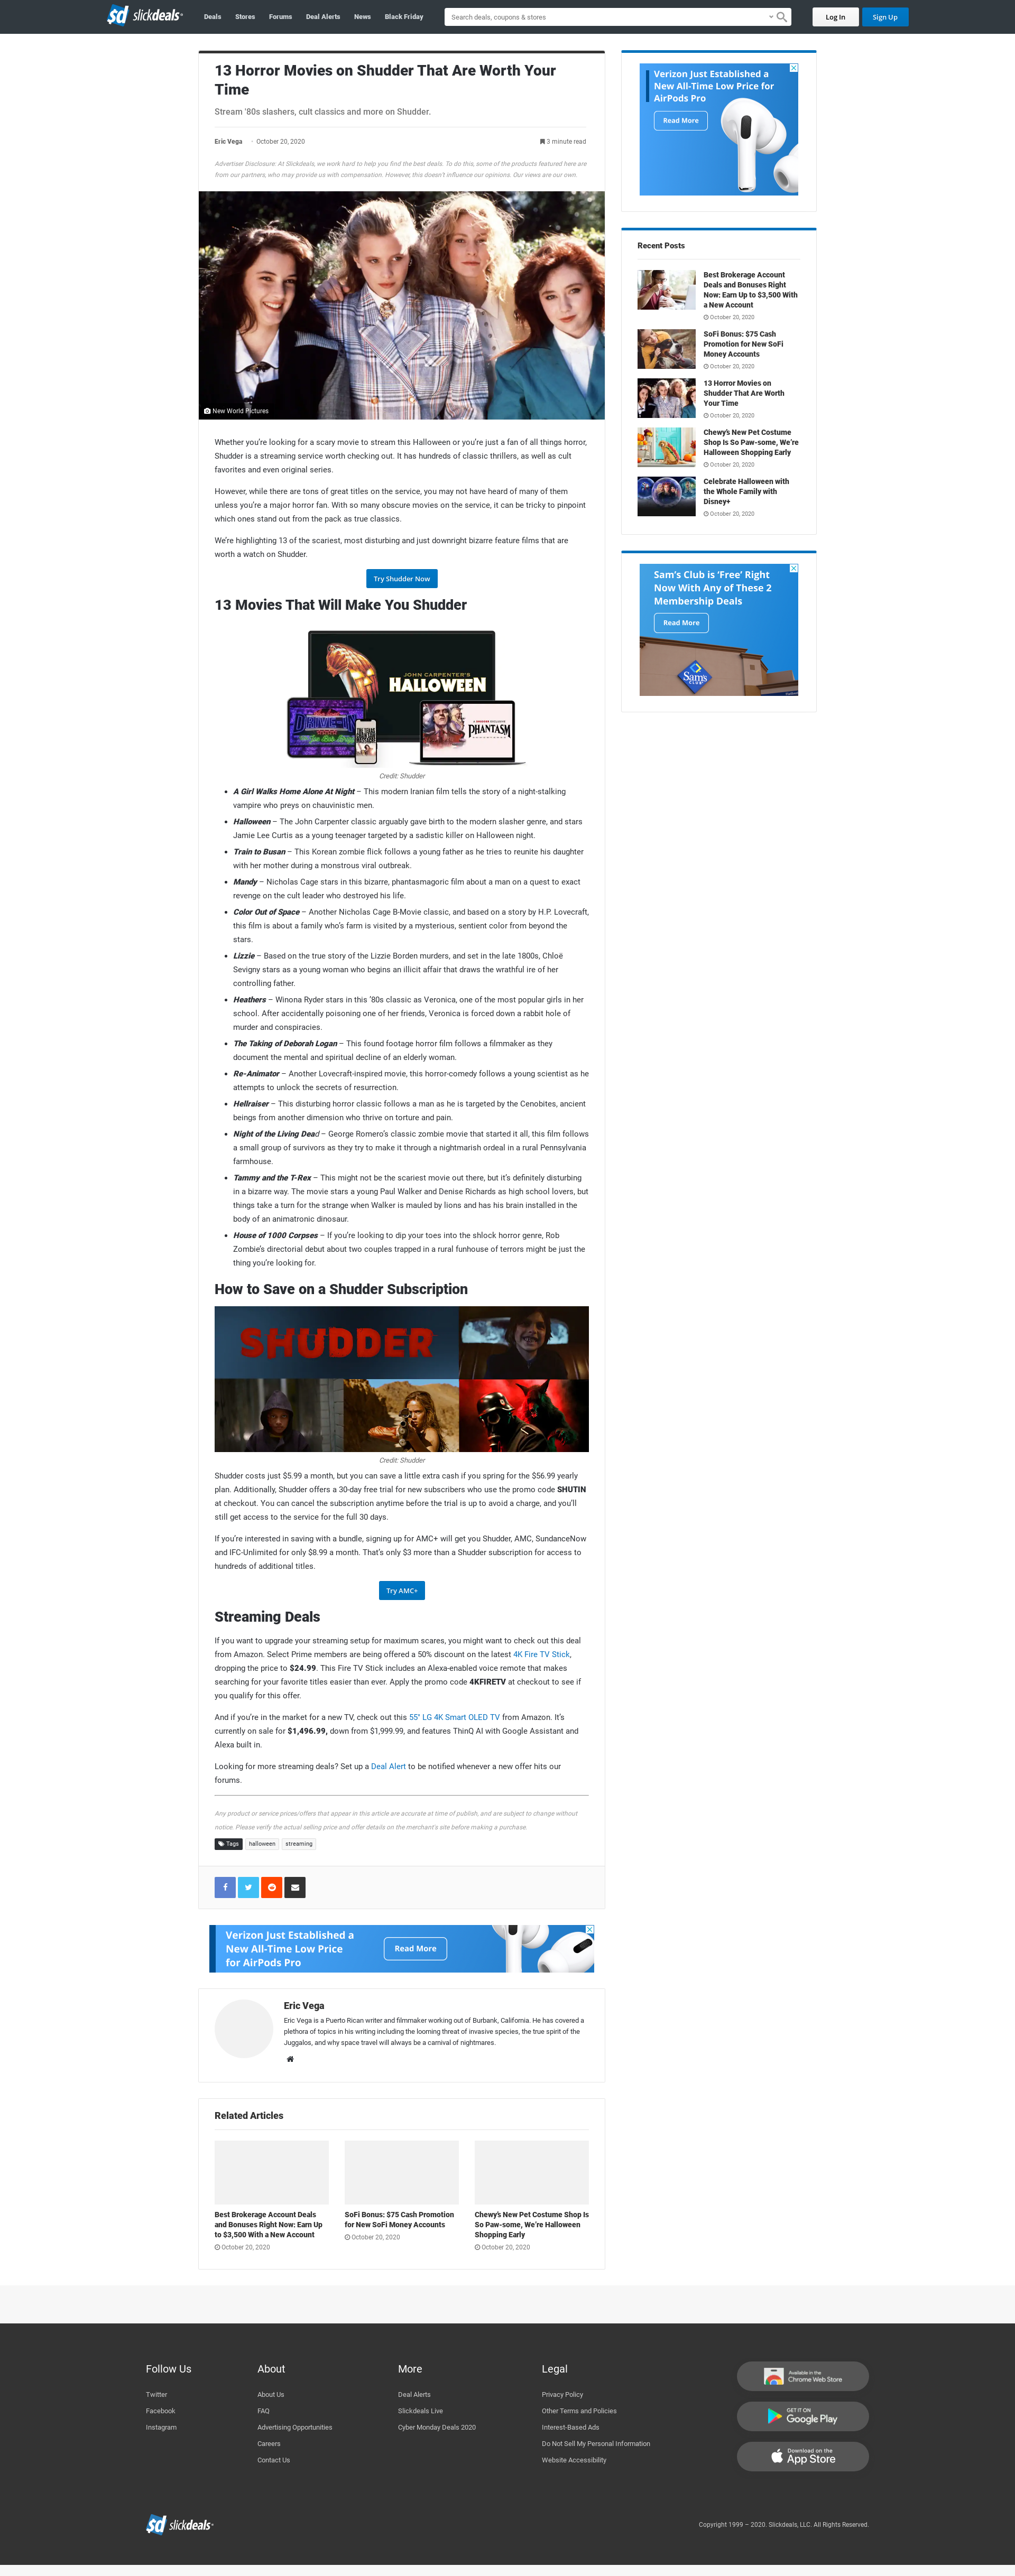 sd slickdeals
Deals
Stores
Forums
Deal Alerts
News
Black Friday
Search deals, coupons & stores
Log In
Sign Up
13 Horror Movies on Shudder That Are Worth Your
Time
Stream '80s slashers, cult classics and more on Shudder.
Eric Vega · October 20, 2020
3 minute read
Advertiser Disclosure: At Slickdeals, we work hard to help you find the best deals. To do this, some of the products featured here are
from our partners, who may provide us with compensation. However, this doesn't influence our opinions. Our views are our own.
New World Pictures
Whether you're looking for a scary movie to stream this Halloween or you're just a fan of all things horror,
Shudder is a streaming service worth checking out. It has hundreds of classic thrillers, as well as cult
favorites and even original series.
However, while there are tons of great titles on the service, you may not have heard of many of them
unless you're a major horror fan. With so many obscure movies on the service, it can be tricky to pinpoint
which ones stand out from the pack as true classics.
We're highlighting 13 of the scariest, most disturbing and just downright bizarre feature films that are
worth a watch on Shudder.
Try Shudder Now
13 Movies That Will Make You Shudder
JOHN CARPENTER'S
HALLOWEEN
PHANTASM
Credit: Shudder
• A Girl Walks Home Alone At Night – This modern Iranian film tells the story of a night-stalking
vampire who preys on chauvinistic men.
• Halloween – The John Carpenter classic arguably gave birth to the modern slasher genre, and stars
Jamie Lee Curtis as a young teenager targeted by a sadistic killer on Halloween night.
• Train to Busan – This Korean zombie flick follows a young father as he tries to reunite his daughter
with her mother during a monstrous viral outbreak.
• Mandy – Nicholas Cage stars in this bizarre, phantasmagoric film about a man on a quest to exact
revenge on the cult leader who destroyed his life.
• Color Out of Space – Another Nicholas Cage B-Movie classic, and based on a story by H.P. Lovecraft,
this film is about a family who's farm is visited by a mysterious, sentient color from beyond the
stars.
• Lizzie – Based on the true story of the Lizzie Borden murders, and set in the late 1800s, Chloë
Sevigny stars as a young woman who begins an illicit affair that draws the wrathful ire of her
controlling father.
• Heathers – Winona Ryder stars in this '80s classic as Veronica, one of the most popular girls in her
school. After accidentally poisoning one of her friends, Veronica is forced down a rabbit hole of
murder and conspiracies.
• The Taking of Deborah Logan – This found footage horror film follows a filmmaker as they
document the mental and spiritual decline of an elderly woman.
• Re-Animator – Another Lovecraft-inspired movie, this horror-comedy follows a young scientist as he
attempts to unlock the secrets of resurrection.
• Hellraiser – This disturbing horror classic follows a man as he is targeted by the Cenobites, ancient
beings from another dimension who thrive on torture and pain.
• Night of the Living Dead – George Romero's classic zombie movie that started it all, this film follows
a small group of survivors as they try to make it through a nightmarish ordeal in a rural Pennsylvania
farmhouse.
• Tammy and the T-Rex – This might not be the scariest movie out there, but it's definitely disturbing
in a bizarre way. The movie stars a young Paul Walker and Denise Richards as high school lovers, but
things take a turn for the strange when Walker is mauled by lions and has his brain installed in the
body of an animatronic dinosaur.
• House of 1000 Corpses – If you're looking to dip your toes into the shlock horror genre, Rob
Zombie's directorial debut about two couples trapped in a rural funhouse of terrors might be just the
thing you're looking for.
How to Save on a Shudder Subscription
SHUDDER
Credit: Shudder
Shudder costs just $5.99 a month, but you can save a little extra cash if you spring for the $56.99 yearly
plan. Additionally, Shudder offers a 30-day free trial for new subscribers who use the promo code SHUTIN
at checkout. You can cancel the subscription anytime before the trial is up to avoid a charge, and you'll
still get access to the service for the full 30 days.
If you're interested in saving with a bundle, signing up for AMC+ will get you Shudder, AMC, SundanceNow
and IFC-Unlimited for only $8.99 a month. That's only $3 more than a Shudder subscription for access to
hundreds of additional titles.
Try AMC+
Streaming Deals
If you want to upgrade your streaming setup for maximum scares, you might want to check out this deal
from Amazon. Select Prime members are being offered a 50% discount on the latest 4K Fire TV Stick,
dropping the price to $24.99. This Fire TV Stick includes an Alexa-enabled voice remote that makes
searching for your favorite titles easier than ever. Apply the promo code 4KFIRETV at checkout to see if
you qualify for this offer.
And if you're in the market for a new TV, check out this 55" LG 4K Smart OLED TV from Amazon. It's
currently on sale for $1,496.99, down from $1,999.99, and features ThinQ AI with Google Assistant and
Alexa built in.
Looking for more streaming deals? Set up a Deal Alert to be notified whenever a new offer hits our
forums.
Any product or service prices/offers that appear in this article are accurate at time of publish, and are subject to change without
notice. Please verify the actual selling price and offer details on the merchant's site before making a purchase.
Tags
halloween
streaming
Verizon Just Established a
New All-Time Low Price
for AirPods Pro
Read More
Eric Vega
Eric Vega is a Puerto Rican writer and filmmaker working out of Burbank, California. He has covered a
plethora of topics in his writing including the looming threat of invasive species, the true spirit of the
Juggalos, and why space travel will always be a carnival of nightmares.
Related Articles
Best Brokerage Account Deals
and Bonuses Right Now: Earn Up
to $3,500 With a New Account
October 20, 2020
SoFi Bonus: $75 Cash Promotion
for New SoFi Money Accounts
October 20, 2020
Chewy's New Pet Costume Shop Is
So Paw-some, We're Halloween
Shopping Early
October 20, 2020
Verizon Just Established a
New All-Time Low Price for
AirPods Pro
Read More
Recent Posts
Best Brokerage Account
Deals and Bonuses Right
Now: Earn Up to $3,500 With
a New Account
October 20, 2020
SoFi Bonus: $75 Cash
Promotion for New SoFi
Money Accounts
October 20, 2020
13 Horror Movies on
Shudder That Are Worth
Your Time
October 20, 2020
Chewy's New Pet Costume
Shop Is So Paw-some, We're
Halloween Shopping Early
October 20, 2020
Celebrate Halloween with
the Whole Family with
Disney+
October 20, 2020
Sam's Club is 'Free' Right
Now With Any of These 2
Membership Deals
Read More
Sam's
Follow Us
Twitter
Facebook
Instagram
About
About Us
FAQ
Advertising Opportunities
Careers
Contact Us
More
Deal Alerts
Slickdeals Live
Cyber Monday Deals 2020
Legal
Privacy Policy
Other Terms and Policies
Interest-Based Ads
Do Not Sell My Personal Information
Website Accessibility
Available in the
Chrome Web Store
GET IT ON
Google Play
Download on the
App Store
sd slickdeals
Copyright 1999 – 2020. Slickdeals, LLC. All Rights Reserved.